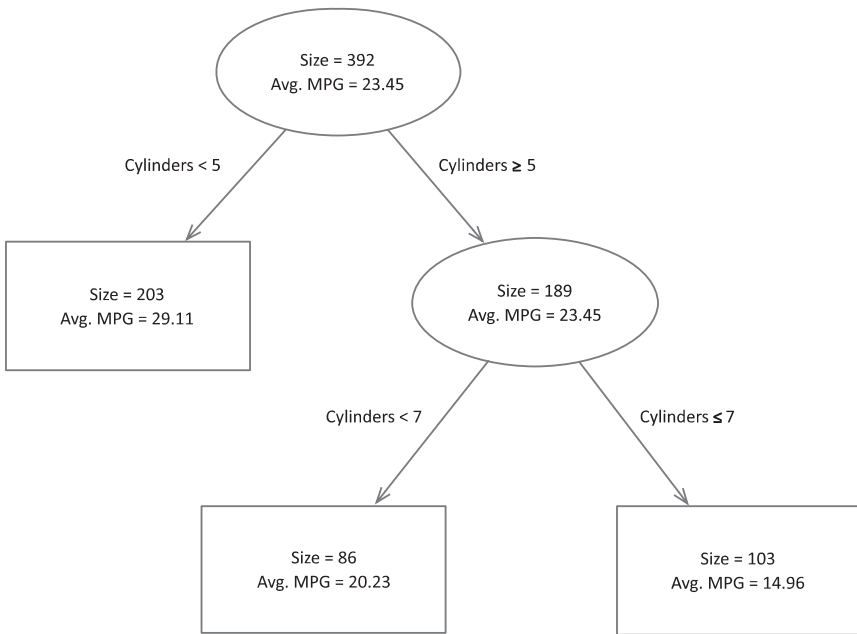 Size = 392
Avg. MPG = 23.45
Cylinders < 5
Cylinders ≥ 5
Size = 203
Avg. MPG = 29.11
Size = 189
Avg. MPG = 23.45
Cylinders < 7
Cylinders ≤ 7
Size = 86
Avg. MPG = 20.23
Size = 103
Avg. MPG = 14.96